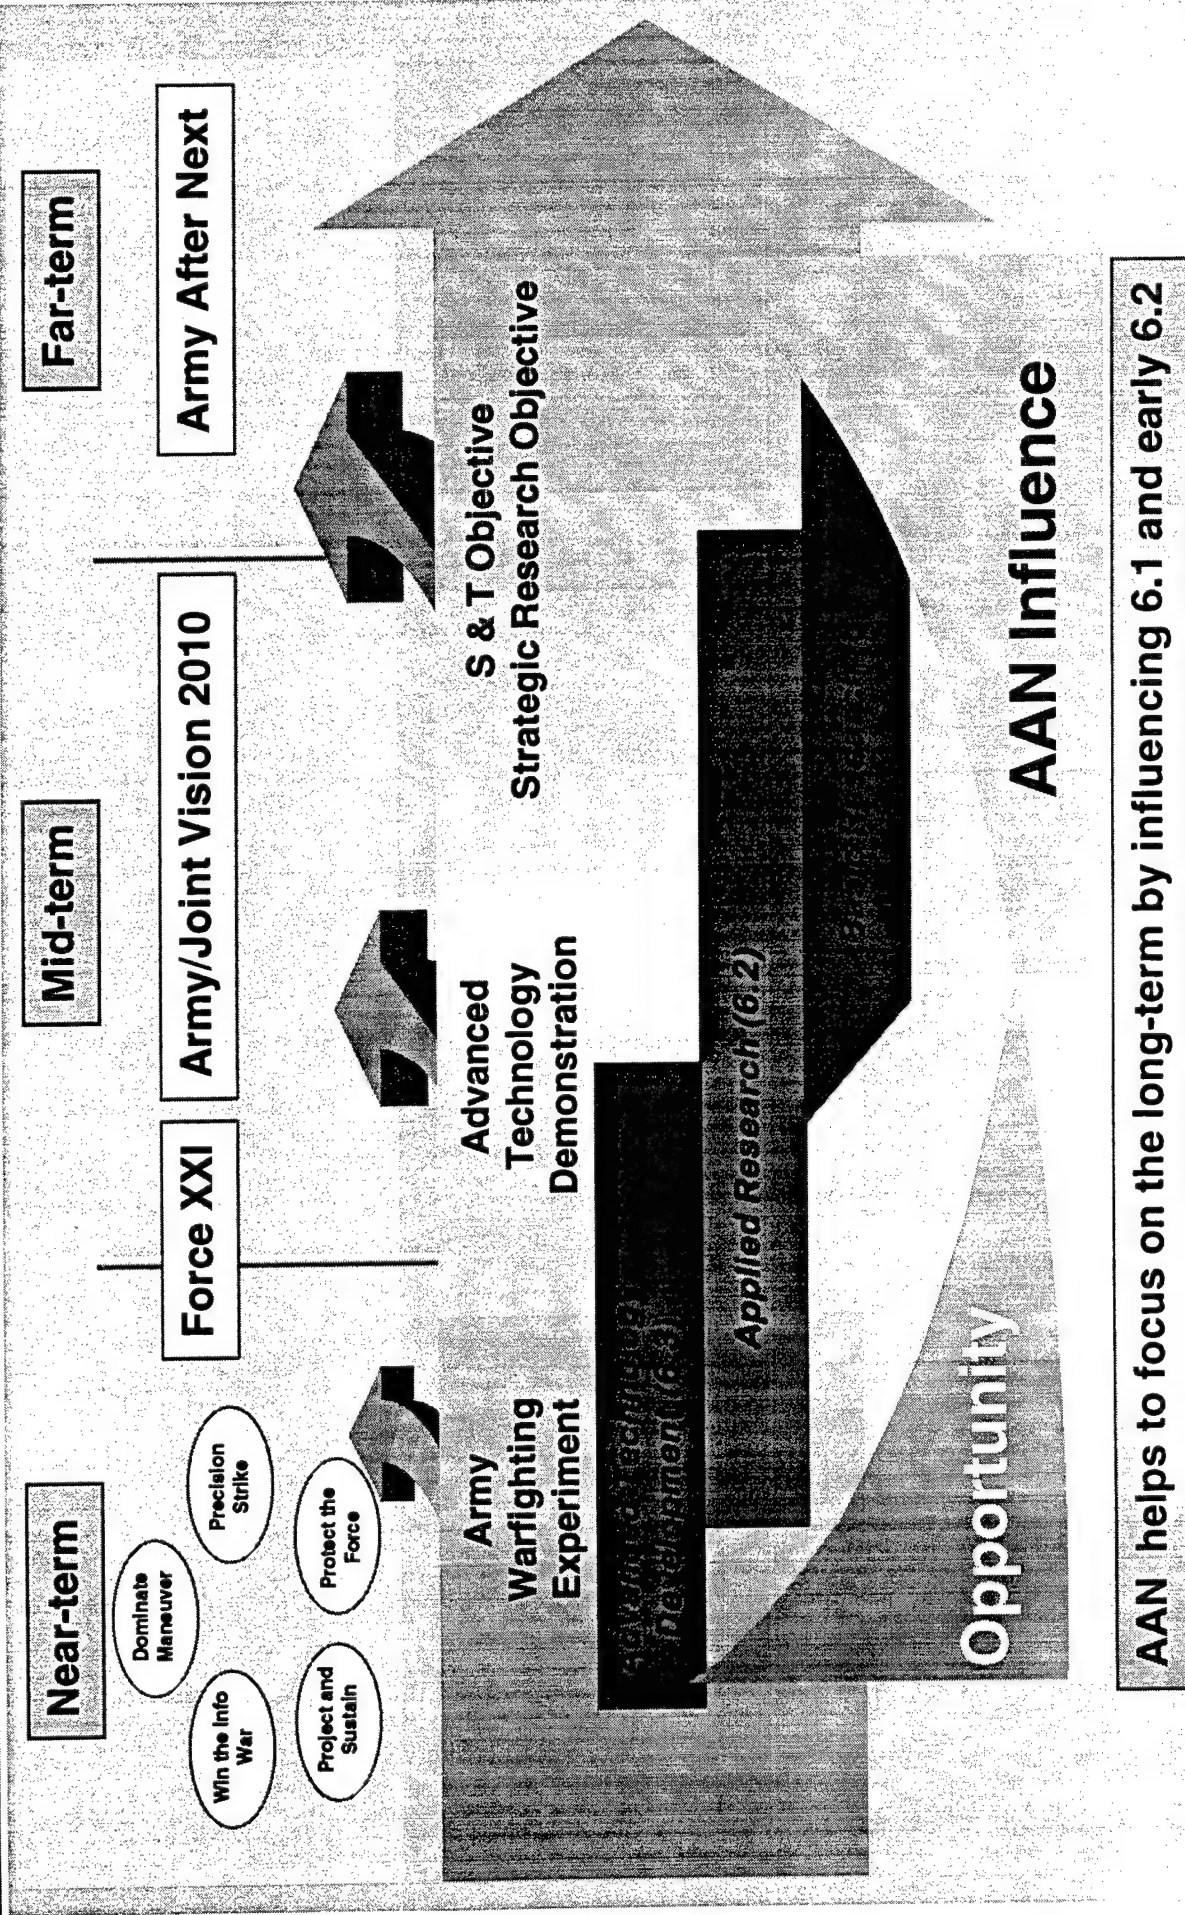 Near-term
Mid-term
Far-term
Dominate
Maneuver
Win the Info
War
Precision
Strike
Project and
Sustain
Protect the
Force
Force XXI
Army/Joint Vision 2010
Army After Next
Army
Warfighting
Experiment
Advanced
Technology
Demonstration
S & T Objective
Strategic Research Objective
Development (6.3)
Applied Research (6.2)
Opportunity
AAN Influence
AAN helps to focus on the long-term by influencing 6.1 and early 6.2